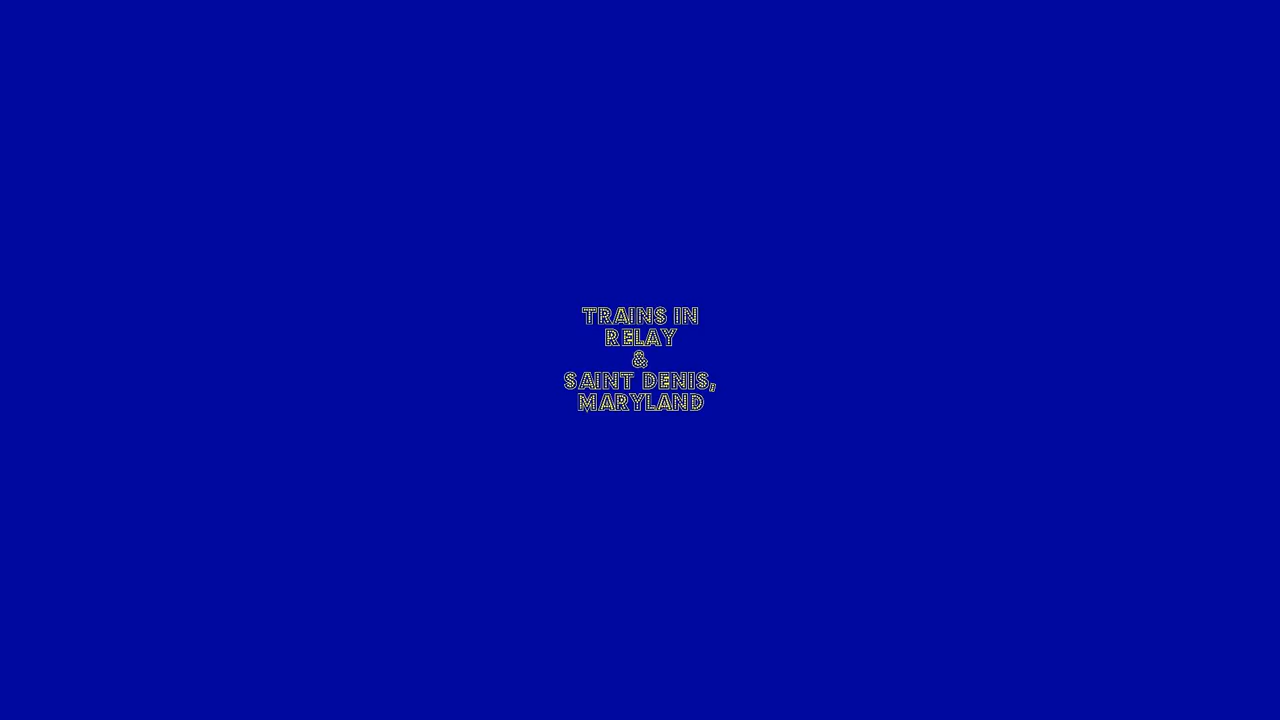 TRAINS IN
RELAY
&
SAINT DENIS,
MARYLAND